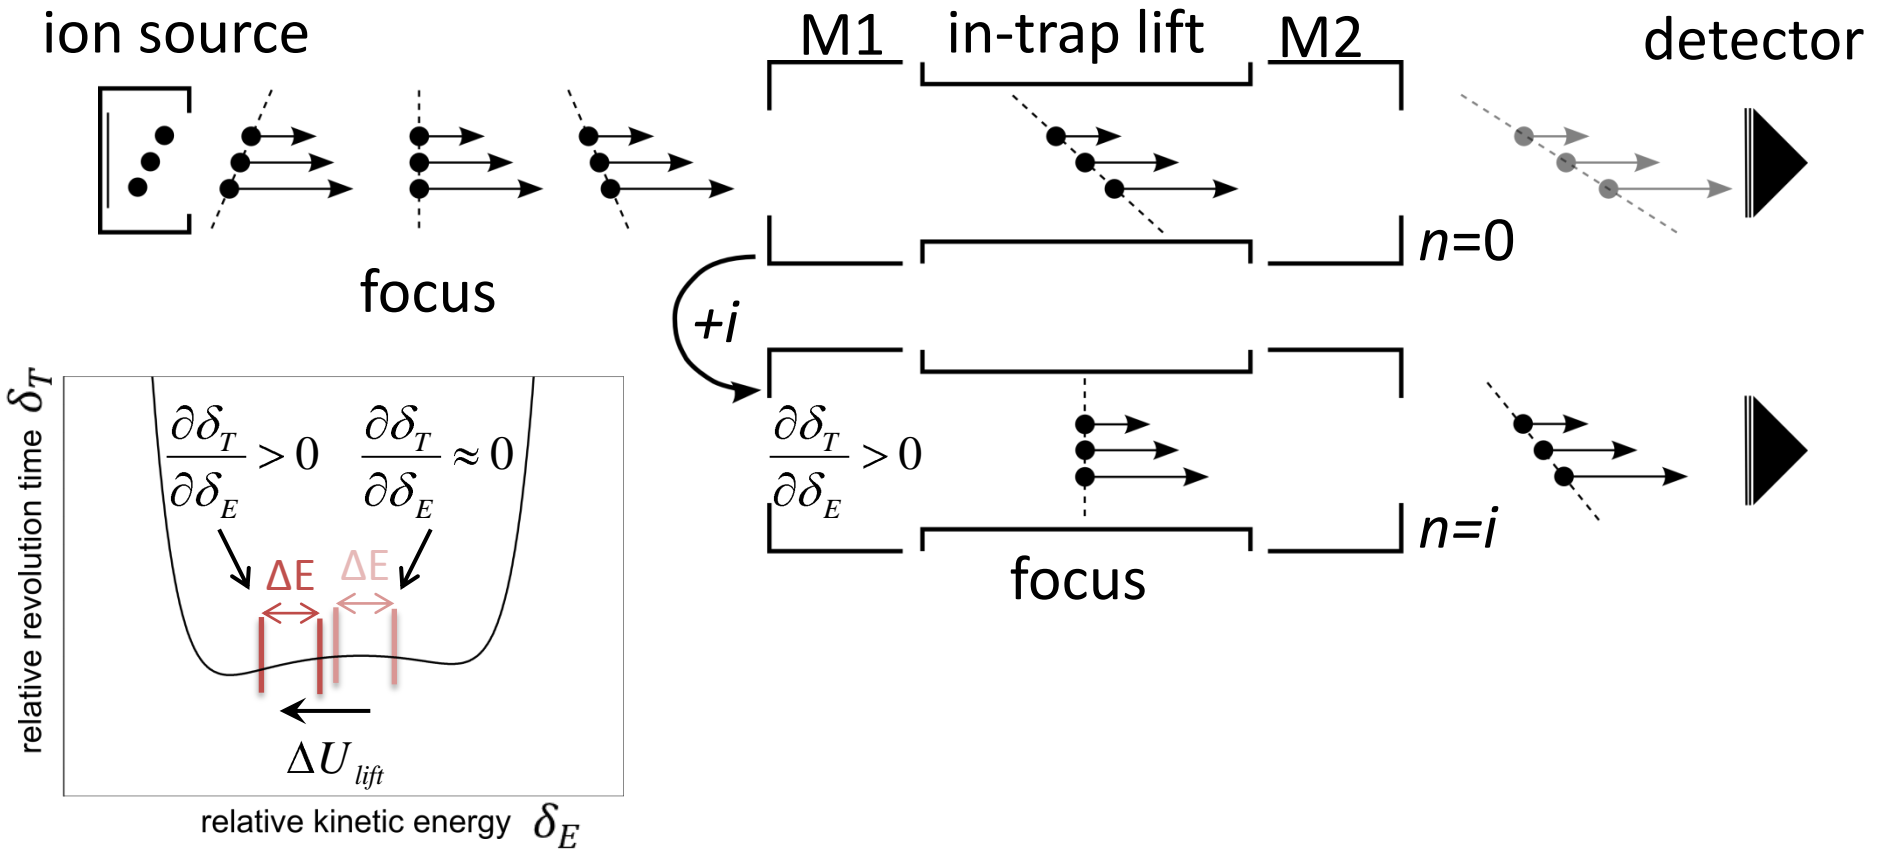 ion source
M1
in-trap lift
M2
detector
n=0
focus
+i
∂δ_T/∂δ_E > 0
n=i
focus
relative revolution time δ_T
∂δ_T/∂δ_E > 0
∂δ_T/∂δ_E ≈ 0
ΔE
ΔE
ΔU_lift
relative kinetic energy δ_E